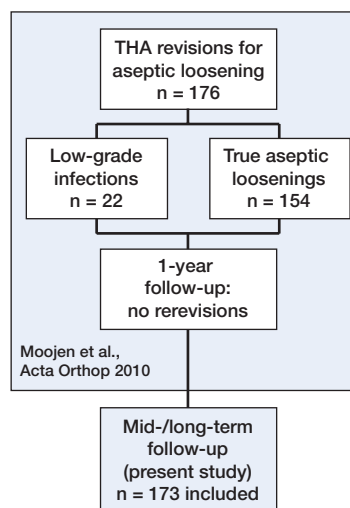 THA revisions for
aseptic loosening
n = 176
Low-grade
infections
n = 22
True aseptic
loosenings
n = 154
1-year
follow-up:
no rerevisions
Moojen et al.,
Acta Orthop 2010
Mid-/long-term
follow-up
(present study)
n = 173 included